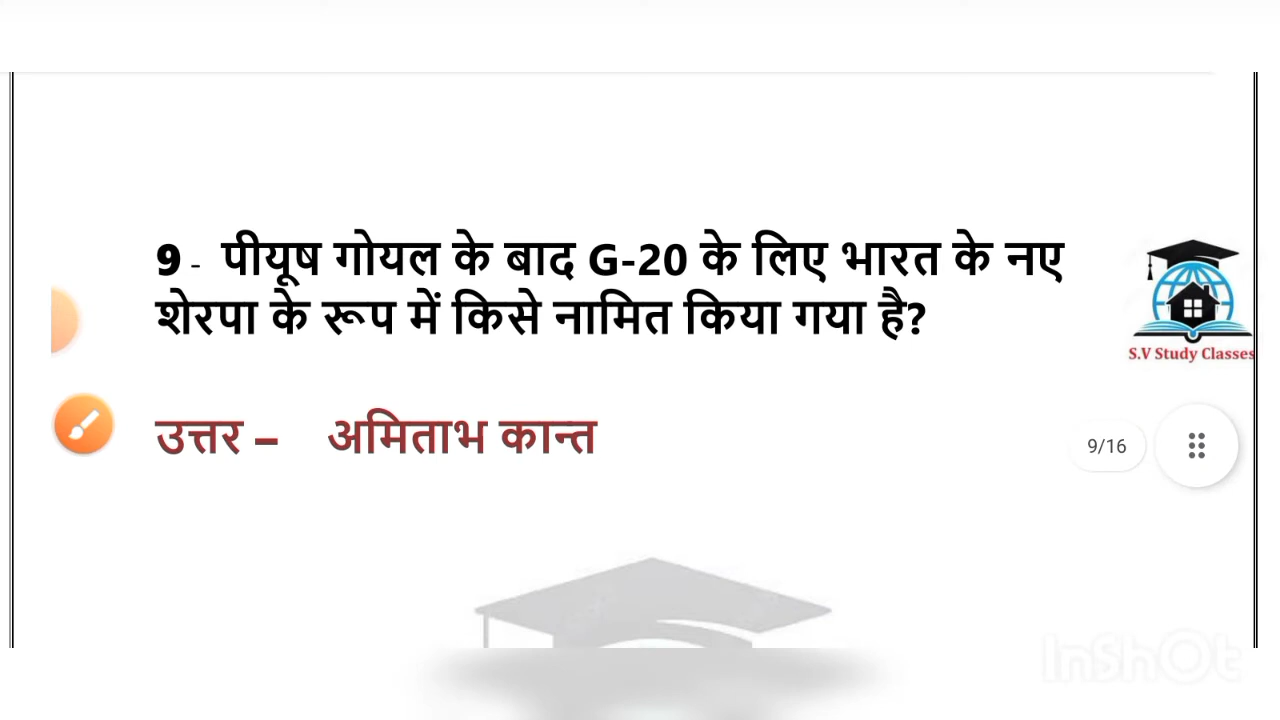 9 - पीयूष गोयल के बाद G-20 के लिए भारत के नए
शेरपा के रूप में किसे नामित किया गया है?
S.V Study Classes
उत्तर – अमिताभ कान्त
9/16
InShOt